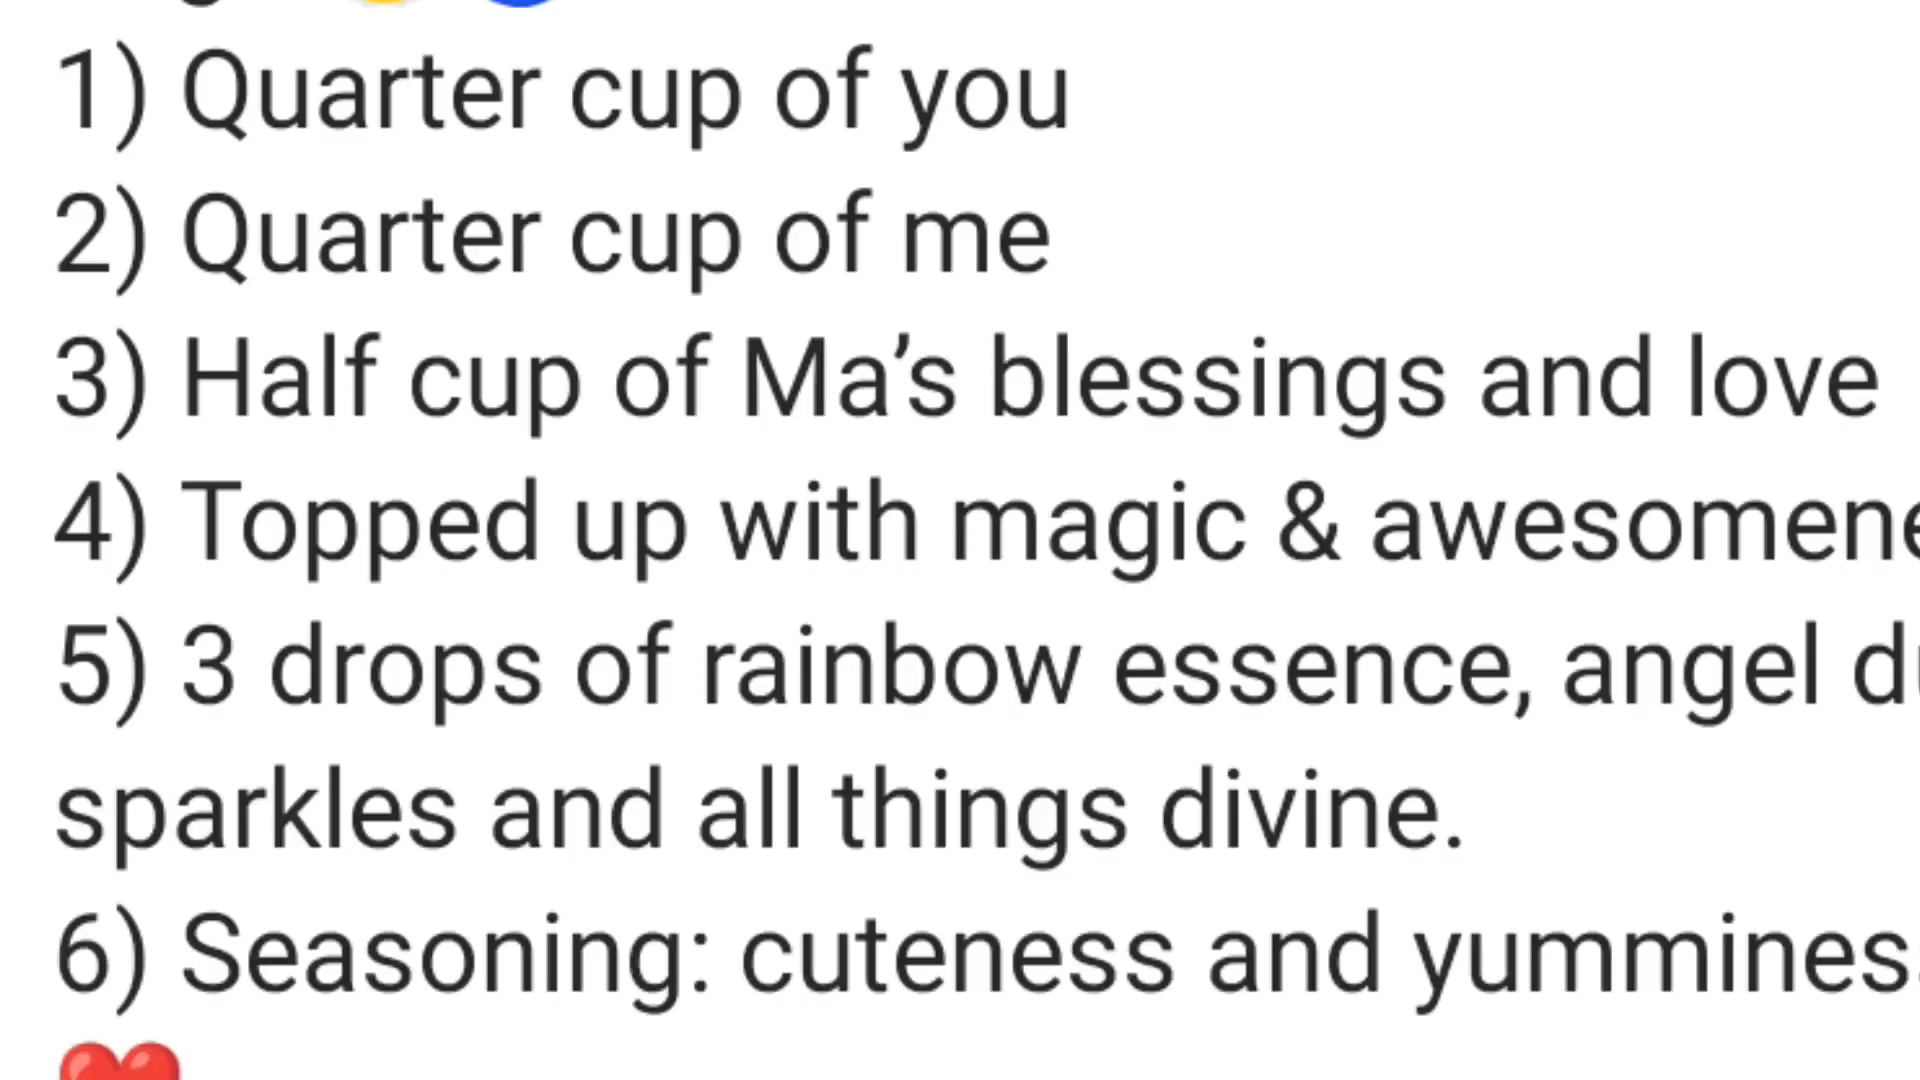 1) Quarter cup of you
2) Quarter cup of me
3) Half cup of Ma’s blessings and love
4) Topped up with magic &
5) 3 drops of rainbow essence, angel
sparkles and all things divine.
6) Seasoning: cuteness and